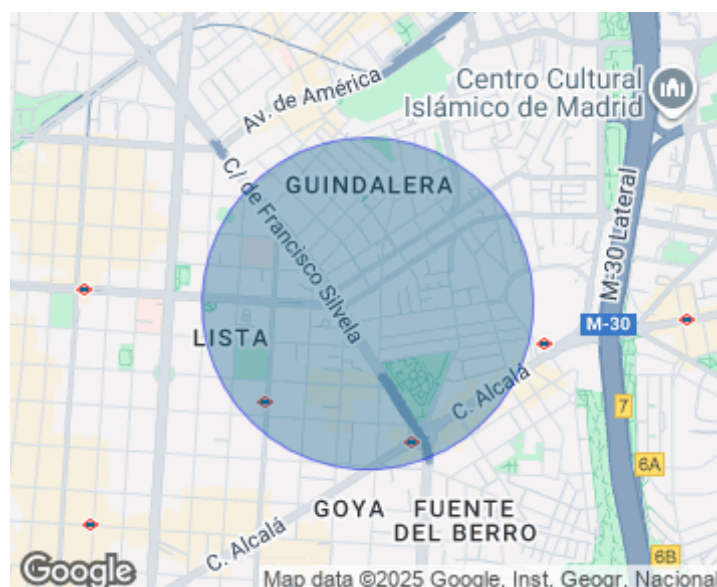 Av. de América
Centro Cultural
Islámico de Madrid
GUINDALERA
C/ de Francisco Silvela
M-30 Lateral
M-30
LISTA
C. Alcalá
7
6A
GOYA
FUENTE
DEL BERRO
C. Alcalá
6B
Google
Map data ©2025 Google, Inst. Geogr. Nacional